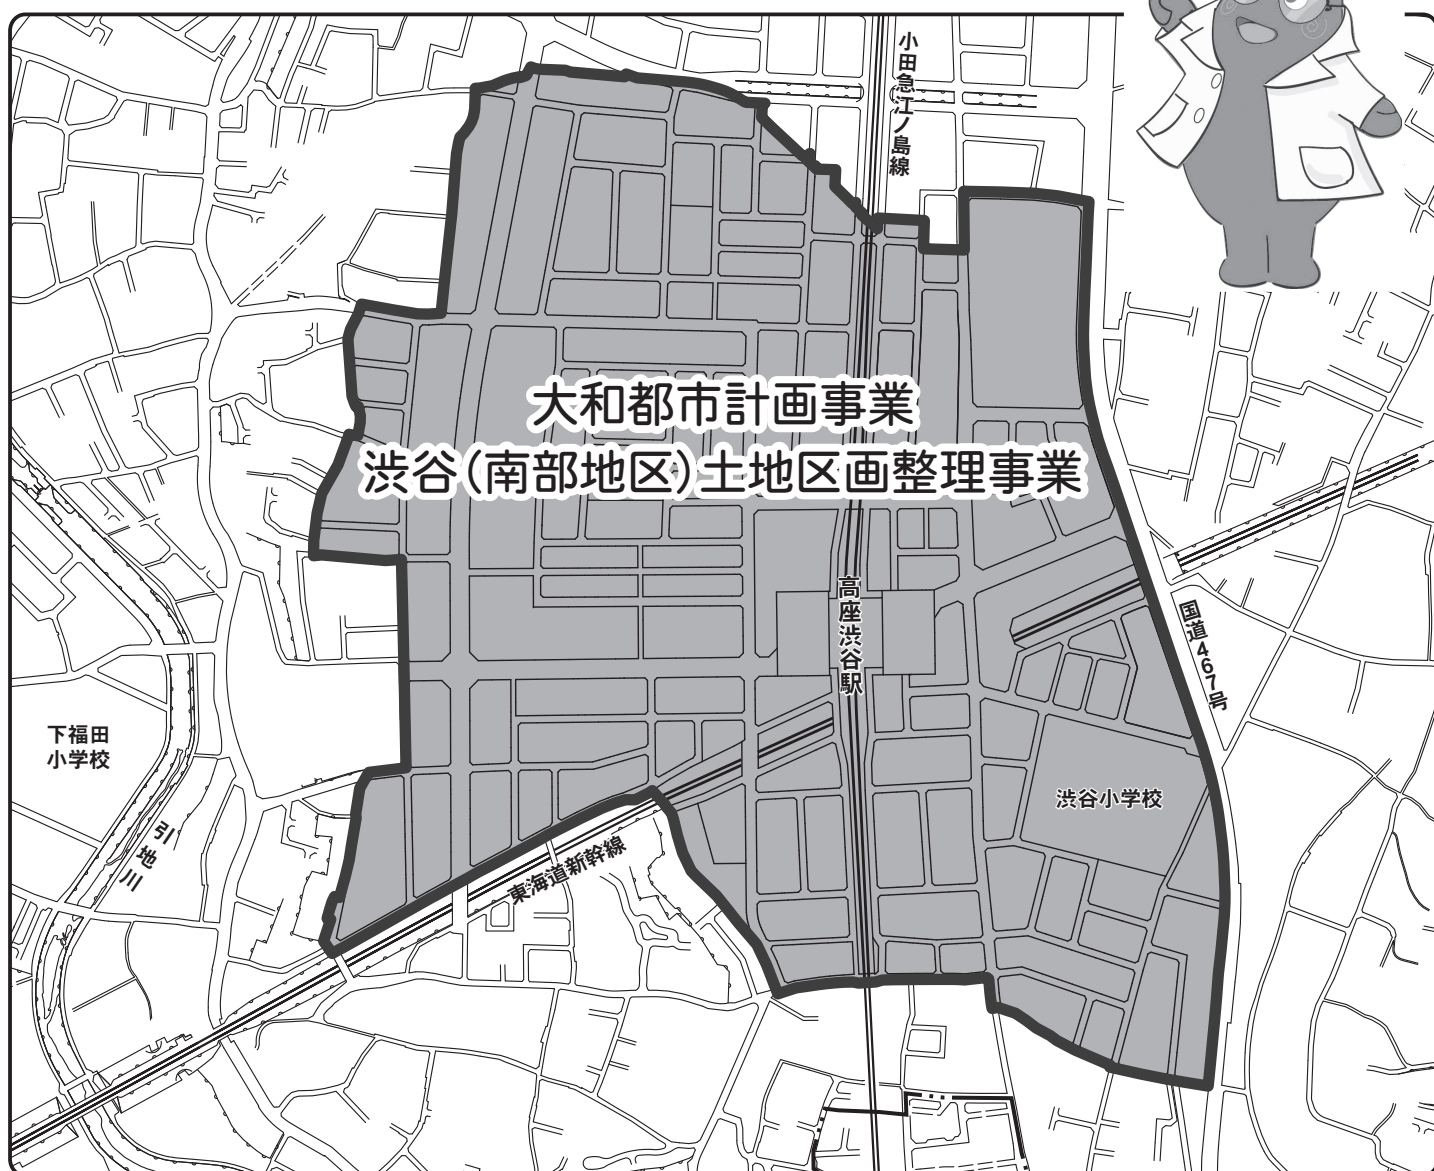 小田急江ノ島線
大和都市計画事業
渋谷(南部地区)土地区画整理事業
高座渋谷駅
国道467号
下福田
小学校
渋谷小学校
引地川
東海道新幹線